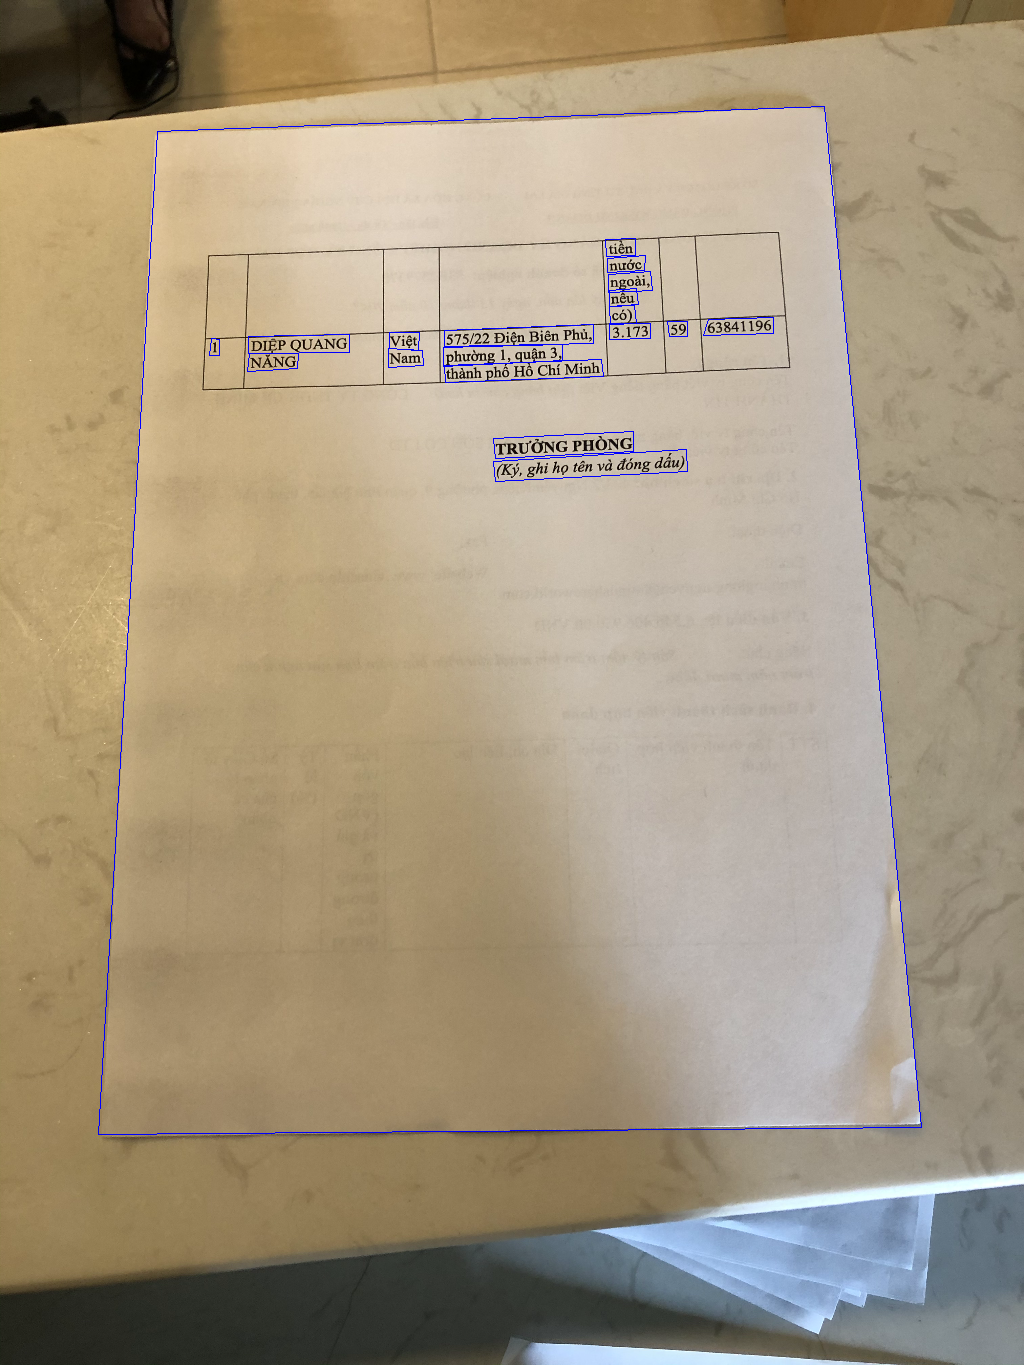 tiền
nước
ngoài,
nếu
có)
1 DIỆP QUANG NĂNG Việt Nam 575/22 Điện Biên Phủ, phường 1, quận 3, thành phố Hồ Chí Minh 3.173 59 /63841196
TRƯỞNG PHÒNG
(Ký, ghi họ tên và đóng dấu)